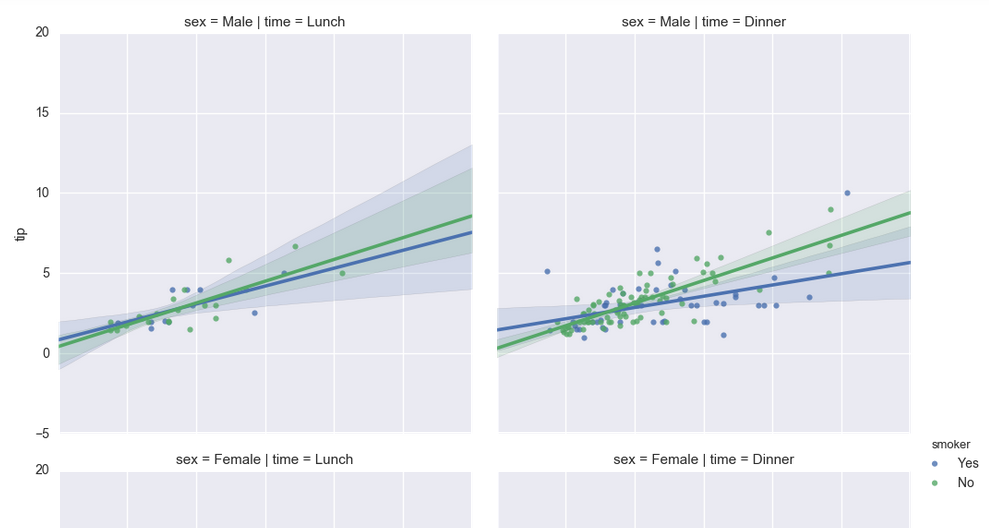 sex = Male | time = Lunch
sex = Male | time = Dinner
20
15
10
5
0
−5
tip
sex = Female | time = Lunch
sex = Female | time = Dinner
20
smoker
Yes
No